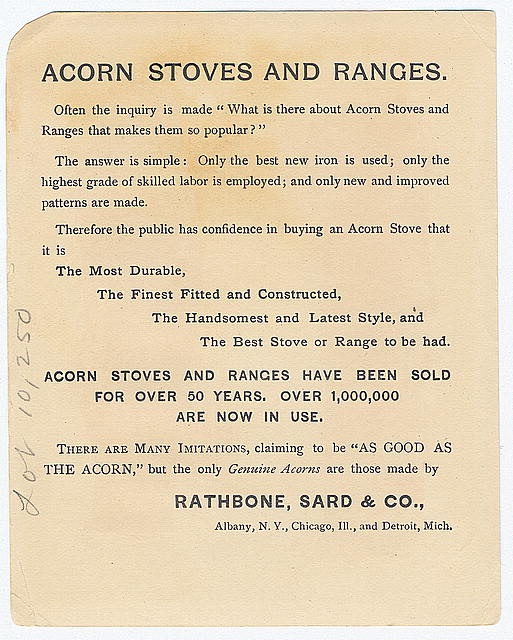 ACORN STOVES AND RANGES.
Often the inquiry is made "What is there about Acorn Stoves and
Ranges that makes them so popular?"
The answer is simple: Only the best new iron is used; only the
highest grade of skilled labor is employed; and only new and improved
patterns are made.
Therefore the public has confidence in buying an Acorn Stove that
it is
The Most Durable,
The Finest Fitted and Constructed,
The Handsomest and Latest Style, and
The Best Stove or Range to be had.
ACORN STOVES AND RANGES HAVE BEEN SOLD
FOR OVER 50 YEARS. OVER 1,000,000
ARE NOW IN USE.
THERE ARE MANY IMITATIONS, claiming to be "AS GOOD AS
THE ACORN," but the only Genuine Acorns are those made by
RATHBONE, SARD & CO.,
Albany, N. Y., Chicago, Ill., and Detroit, Mich.
Lot 10,250